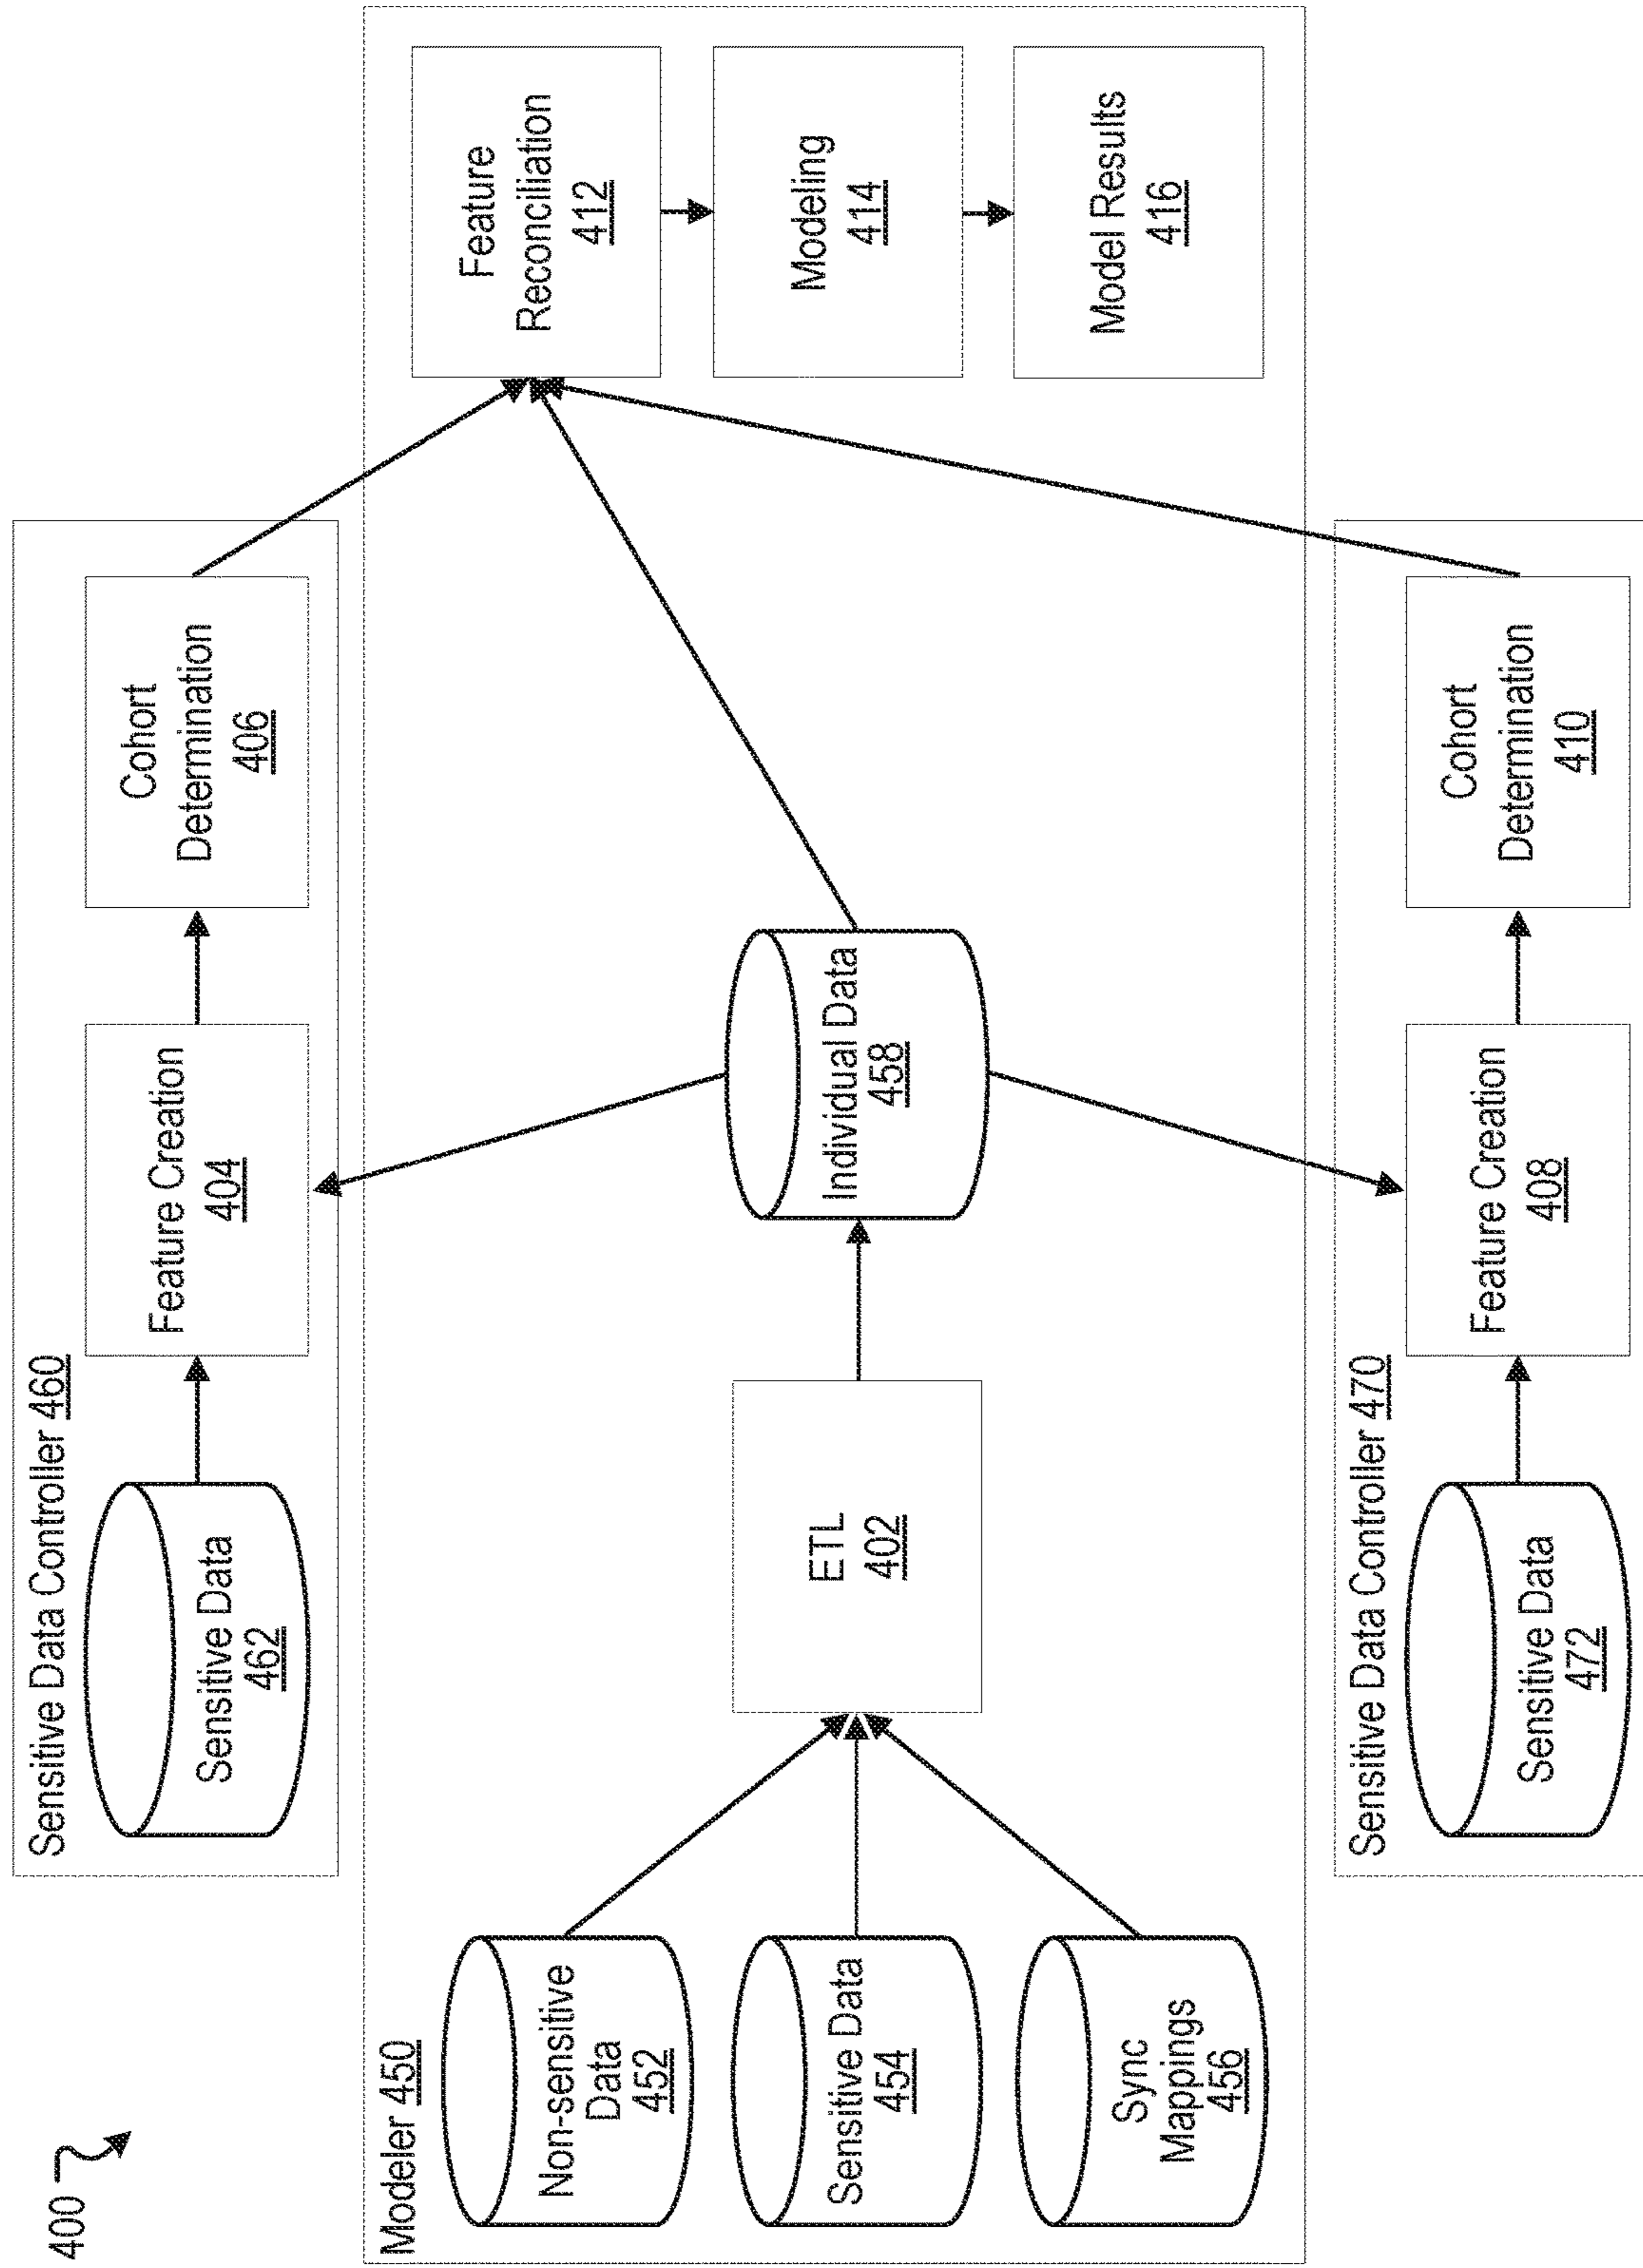 400
Sensitive Data Controller 460
Sensitive Data
462
Feature Creation
404
Cohort
Determination
406
Modeler 450
Non-sensitive
Data
452
Sensitive Data
454
Sync
Mappings
456
ETL
402
Individual Data
458
Feature
Reconciliation
412
Modeling
414
Model Results
416
Sensitive Data Controller 470
Sensitive Data
472
Feature Creation
408
Cohort
Determination
410